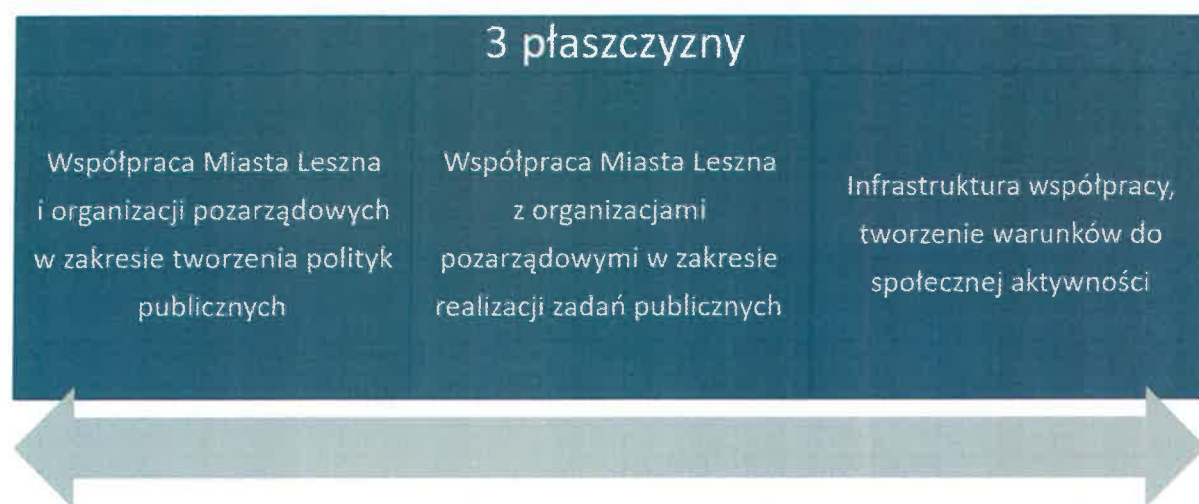 3 płaszczyzny
Współpraca Miasta Leszna
i organizacji pozarządowych
w zakresie tworzenia polityk
publicznych
Współpraca Miasta Leszna
z organizacjami
pozarządowymi w zakresie
realizacji zadań publicznych
Infrastruktura współpracy,
tworzenie warunków do
społecznej aktywności